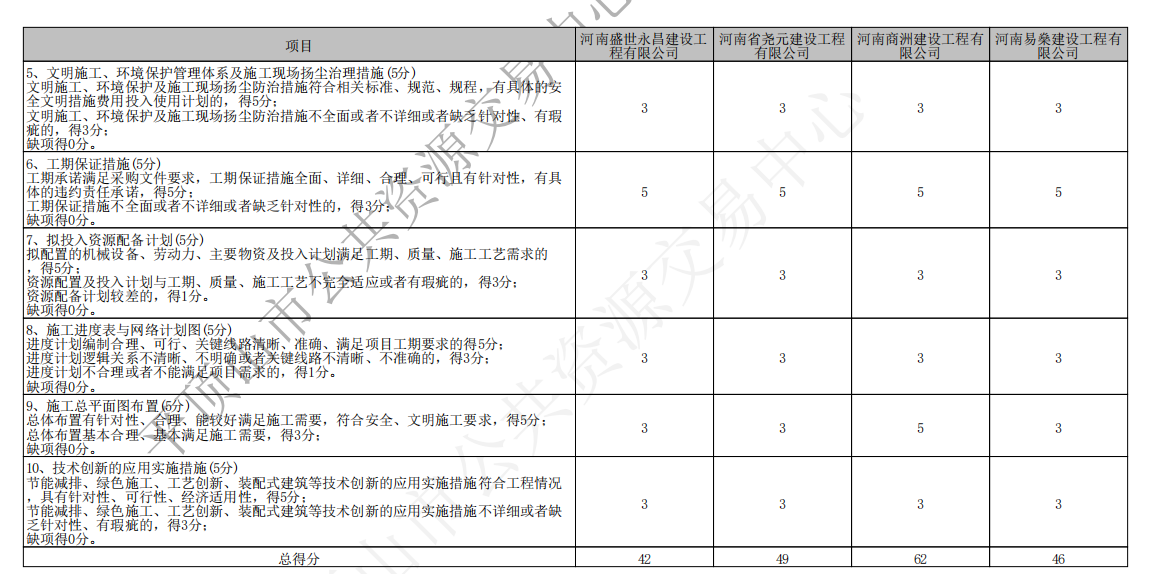 项目
河南盛世永昌建设工
程有限公司
河南省尧元建设工程
有限公司
河南商洲建设工程有
限公司
河南易燊建设工程有
限公司
5、文明施工、环境保护管理体系及施工现场扬尘治理措施(5分)
文明施工、环境保护及施工现场扬尘防治措施符合相关标准、规范、规程，有具体的安
全文明措施费用投入使用计划的，得5分；
文明施工、环境保护及施工现场扬尘防治措施不全面或者不详细或者缺乏针对性、有瑕
疵的，得3分；
缺项得0分。
3
3
3
3
6、工期保证措施(5分)
工期承诺满足采购文件要求，工期保证措施全面、详细、合理、可行且有针对性，有具
体的违约责任承诺，得5分；
工期保证措施不全面或者不详细或者缺乏针对性的，得3分；
缺项得0分。
5
5
5
5
7、拟投入资源配备计划(5分)
拟配置的机械设备、劳动力、主要物资及投入计划满足工期、质量、施工工艺需求的
，得5分；
资源配置及投入计划与工期、质量、施工工艺不完全适应或者有瑕疵的，得3分；
资源配备计划较差的，得1分。
缺项得0分。
3
3
3
3
8、施工进度表与网络计划图(5分)
进度计划编制合理、可行、关键线路清晰、准确、满足项目工期要求的得5分；
进度计划逻辑关系不清晰、不明确或者关键线路不清晰、不准确的，得3分；
进度计划不合理或者不能满足项目需求的，得1分。
缺项得0分。
3
3
3
3
9、施工总平面图布置(5分)
总体布置有针对性、合理、能较好满足施工需要，符合安全、文明施工要求，得5分；
总体布置基本合理、基本满足施工需要，得3分；
缺项得0分。
3
3
5
3
10、技术创新的应用实施措施(5分)
节能减排、绿色施工、工艺创新、装配式建筑等技术创新的应用实施措施符合工程情况
，具有针对性、可行性、经济适用性，得5分；
节能减排、绿色施工、工艺创新、装配式建筑等技术创新的应用实施措施不详细或者缺
乏针对性、有瑕疵的，得3分；
缺项得0分。
3
3
3
3
总得分
42
49
62
46
平顶山市公共资源交易中心
山市公共资源交易中心